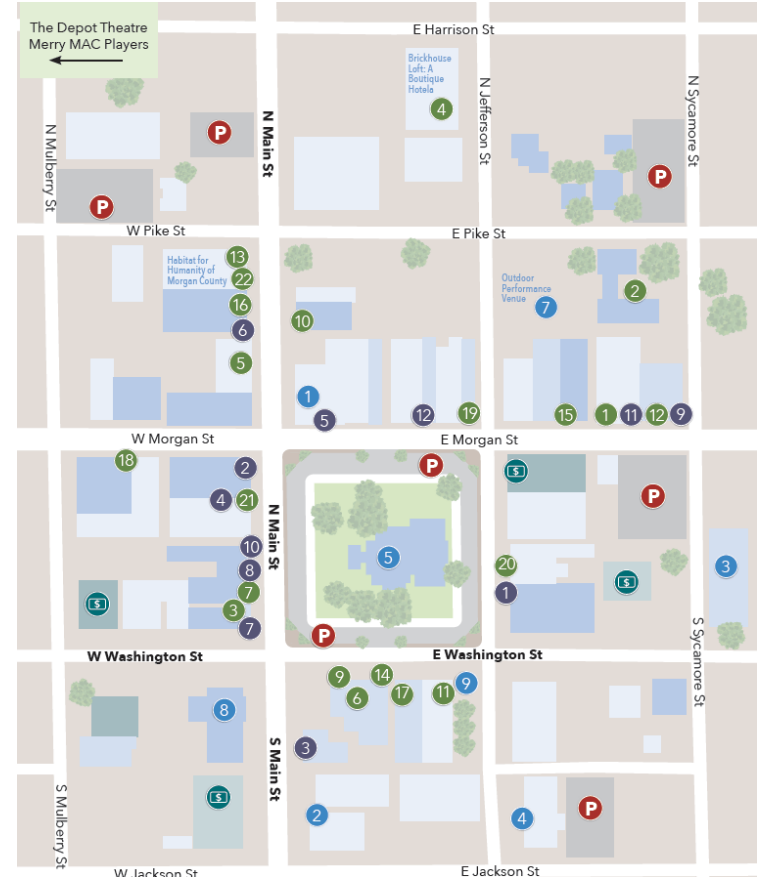 The Depot Theatre
Merry MAC Players
E Harrison St
Brickhouse
Loft: A
Boutique
Hotela
4
N Mulberry St
N Main St
N Jefferson St
N Sycamore St
P
P
P
W Pike St
E Pike St
Habitat for
Humanity of
Morgan County
13
22
16
6
5
10
Outdoor
Performance
Venue
7
2
1
5
12
19
15
1
11
12
9
W Morgan St
E Morgan St
18
2
4
21
N Main St
P
$
P
10
8
7
3
7
$
5
20
1
$
3
P
W Washington St
E Washington St
S Sycamore St
8
9
6
14
17
11
9
3
S Main St
$
2
4
P
S Mulberry St
W Jackson St
E Jackson St